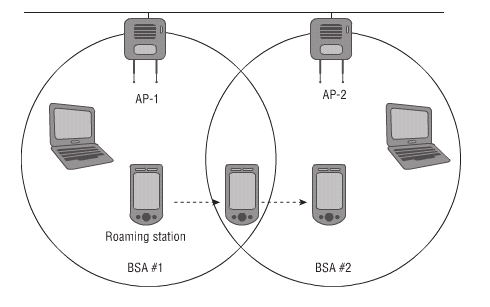 AP-1
AP-2
Roaming station
BSA #1
BSA #2